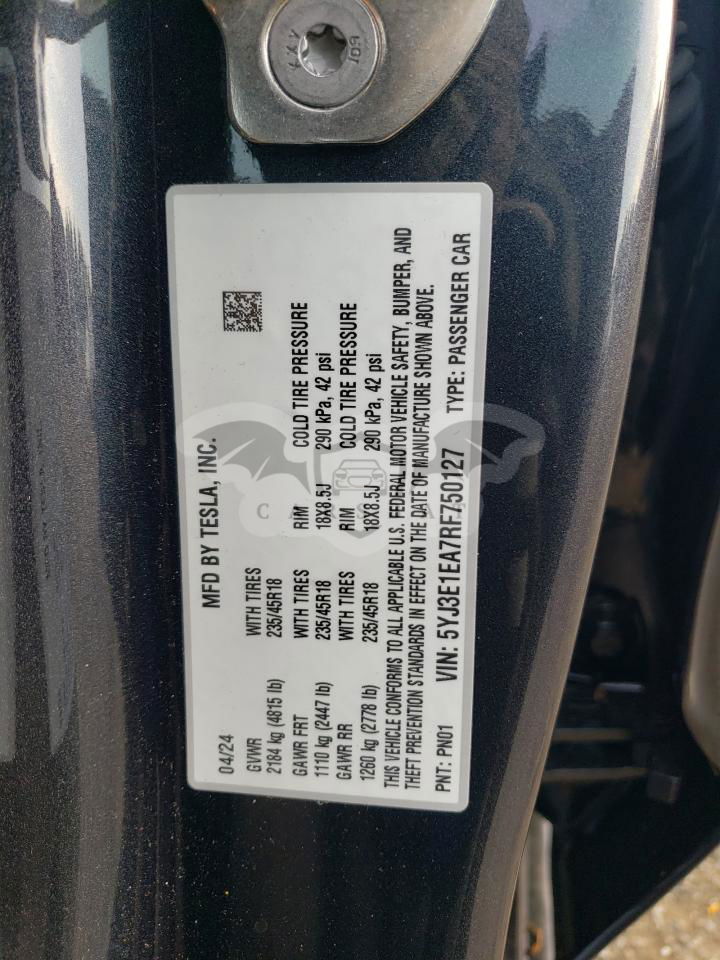 MFD BY TESLA, INC.
04/24
GVWR WITH TIRES
2184 kg (4815 lb) 235/45R18
GAWR FRT WITH TIRES RIM COLD TIRE PRESSURE
1110 kg (2447 lb) 235/45R18 18X8.5J 290 kPa, 42 psi
GAWR RR WITH TIRES RIM COLD TIRE PRESSURE
1260 kg (2778 lb) 235/45R18 18X8.5J 290 kPa, 42 psi
THIS VEHICLE CONFORMS TO ALL APPLICABLE U.S. FEDERAL MOTOR VEHICLE SAFETY, BUMPER, AND
THEFT PREVENTION STANDARDS IN EFFECT ON THE DATE OF MANUFACTURE SHOWN ABOVE.
PNT: PN01 VIN: 5YJ3E1EA7RF750127 TYPE: PASSENGER CAR